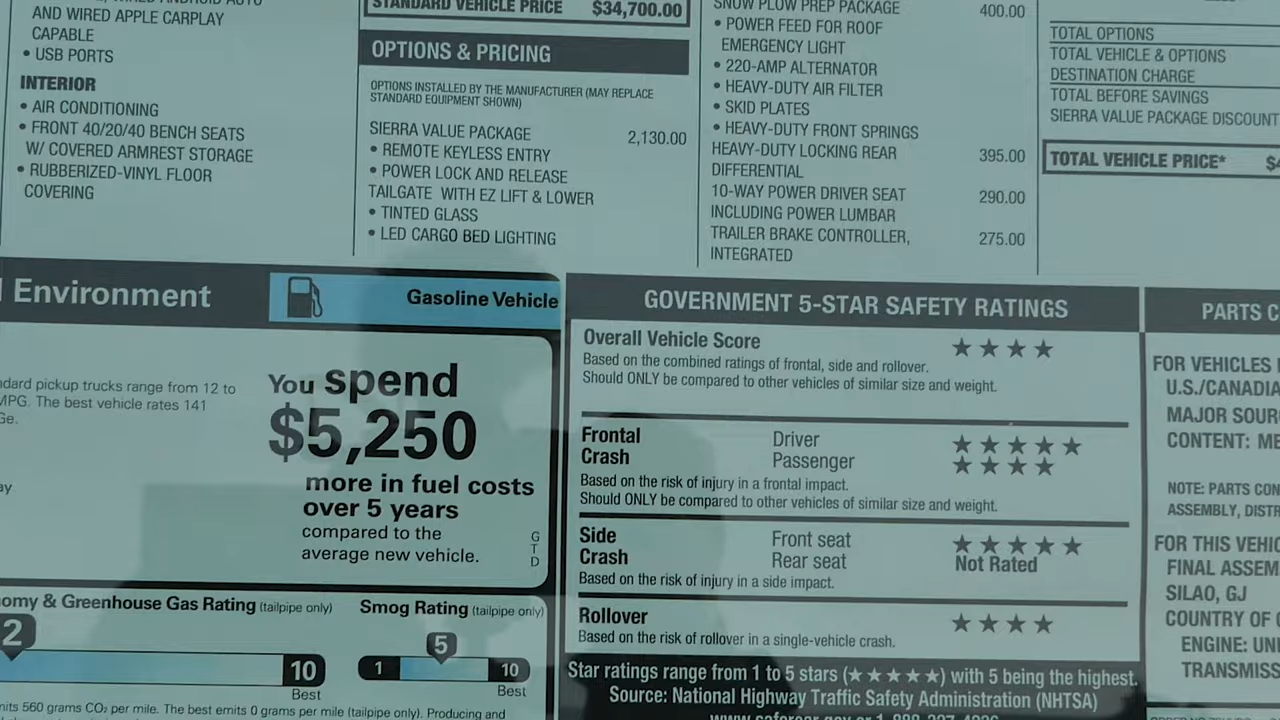 AND WIRED APPLE CARPLAY
CAPABLE
• USB PORTS
INTERIOR
• AIR CONDITIONING
• FRONT 40/20/40 BENCH SEATS
W/ COVERED ARMREST STORAGE
• RUBBERIZED-VINYL FLOOR
COVERING
STANDARD VEHICLE PRICE $34,700.00
OPTIONS & PRICING
OPTIONS INSTALLED BY THE MANUFACTURER (MAY REPLACE
STANDARD EQUIPMENT SHOWN)
SIERRA VALUE PACKAGE 2,130.00
• REMOTE KEYLESS ENTRY
• POWER LOCK AND RELEASE
TAILGATE WITH EZ LIFT & LOWER
• TINTED GLASS
• LED CARGO BED LIGHTING
SNOW PLOW PREP PACKAGE 400.00
• POWER FEED FOR ROOF
EMERGENCY LIGHT
• 220-AMP ALTERNATOR
• HEAVY-DUTY AIR FILTER
• SKID PLATES
• HEAVY-DUTY FRONT SPRINGS
HEAVY-DUTY LOCKING REAR 395.00
DIFFERENTIAL
10-WAY POWER DRIVER SEAT 290.00
INCLUDING POWER LUMBAR
TRAILER BRAKE CONTROLLER, 275.00
INTEGRATED
TOTAL OPTIONS
TOTAL VEHICLE & OPTIONS
DESTINATION CHARGE
TOTAL BEFORE SAVINGS
SIERRA VALUE PACKAGE DISCOUNT
TOTAL VEHICLE PRICE* $4
Environment
Gasoline Vehicle
ndard pickup trucks range from 12 to
MPG. The best vehicle rates 141
Ge.
ay
You spend
$5,250
more in fuel costs
over 5 years
compared to the
average new vehicle.
GTD
omy & Greenhouse Gas Rating (tailpipe only)
2
10
Best
Smog Rating (tailpipe only)
5
1 10
Best
mits 560 grams CO₂ per mile. The best emits 0 grams per mile (tailpipe only). Producing and
GOVERNMENT 5-STAR SAFETY RATINGS
Overall Vehicle Score ★★★★
Based on the combined ratings of frontal, side and rollover.
Should ONLY be compared to other vehicles of similar size and weight.
Frontal Driver ★★★★★
Crash Passenger ★★★★
Based on the risk of injury in a frontal impact.
Should ONLY be compared to other vehicles of similar size and weight.
Side Front seat ★★★★★
Crash Rear seat Not Rated
Based on the risk of injury in a side impact.
Rollover ★★★★
Based on the risk of rollover in a single-vehicle crash.
Star ratings range from 1 to 5 stars (★★★★★) with 5 being the highest.
Source: National Highway Traffic Safety Administration (NHTSA)
PARTS C
FOR VEHICLES
U.S./CANADIA
MAJOR SOUR
CONTENT: ME
NOTE: PARTS CON
ASSEMBLY, DISTR
FOR THIS VEHIC
FINAL ASSEM
SILAO, GJ
COUNTRY OF
ENGINE: UNI
TRANSMISS